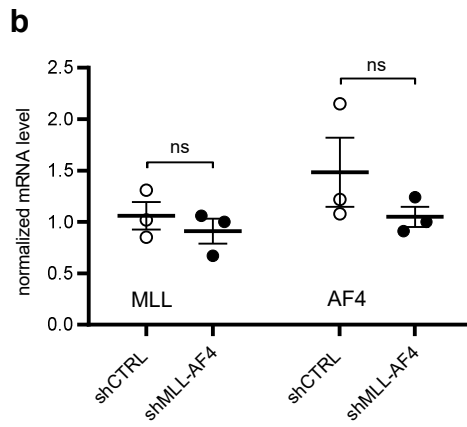 b
normalized mRNA level
2.5
2.0
1.5
1.0
0.5
0.0
ns
ns
MLL
AF4
shCTRL
shMLL-AF4
shCTRL
shMLL-AF4